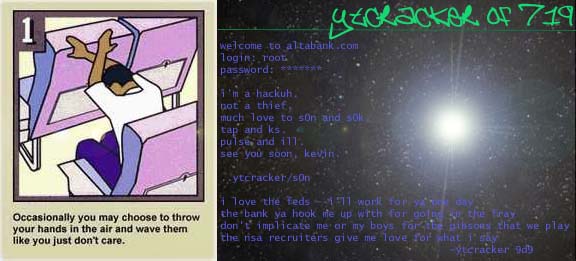 1
Occasionally you may choose to throw
your hands in the air and wave them
like you just don't care.
ytcracker of 719
welcome to altabank.com
login: root
password: *******
i'm a hackuh.
not a thief.
much love to s0n and s0k.
tap and ks.
pulse and ill.
see you soon, kevin.
ytcracker/s0n
i love the feds - i'll work for ya one day
the bank ya hook me up with for going in the fray
don't implicate me or my boys for the gibsons that we play
the nsa recruiters give me love for what i say
-ytcracker 9d9